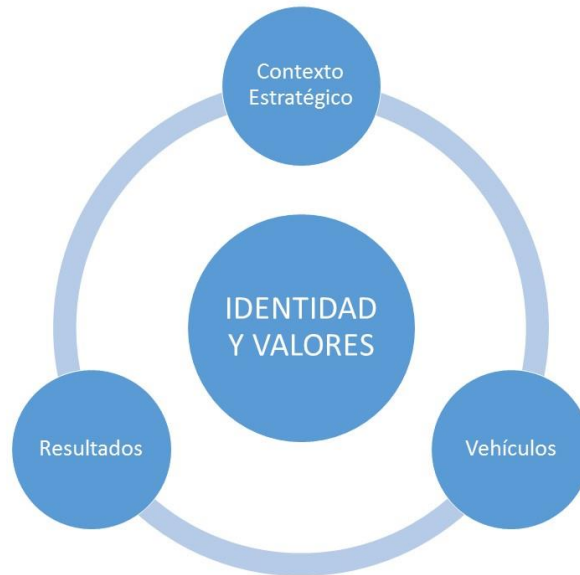 Contexto
Estratégico
IDENTIDAD
Y VALORES
Resultados
Vehículos